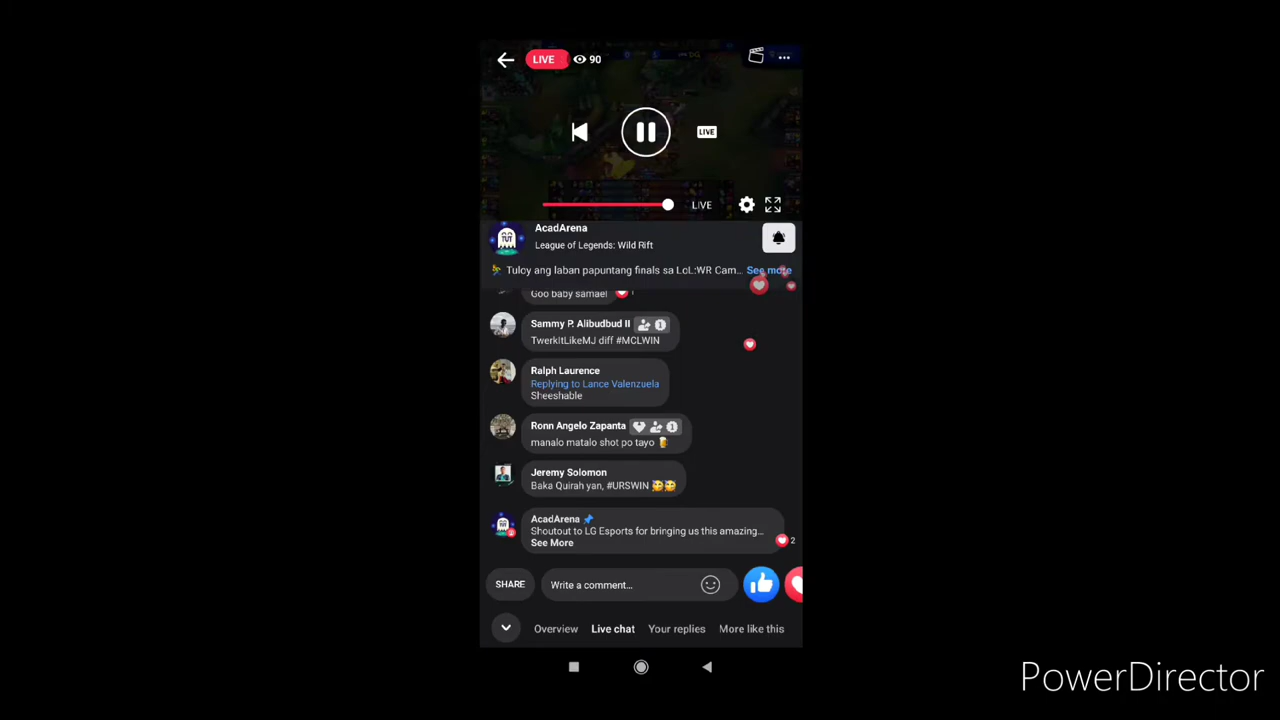 LIVE 90
LIVE
LIVE
AcadArena
League of Legends: Wild Rift
Tuloy ang laban papuntang finals sa LoL:WR Cam... See more
Goo baby samael 1
Sammy P. Alibudbud II 1
TwerkItLikeMJ diff #MCLWIN
Ralph Laurence
Replying to Lance Valenzuela
Sheeshable
Ronn Angelo Zapanta 1
manalo matalo shot po tayo 🍺
Jeremy Solomon
Baka Quirah yan, #URSWIN 🥰🥰
AcadArena 📌
Shoutout to LG Esports for bringing us this amazing...
See More
2
SHARE Write a comment...
Overview Live chat Your replies More like this
PowerDirector